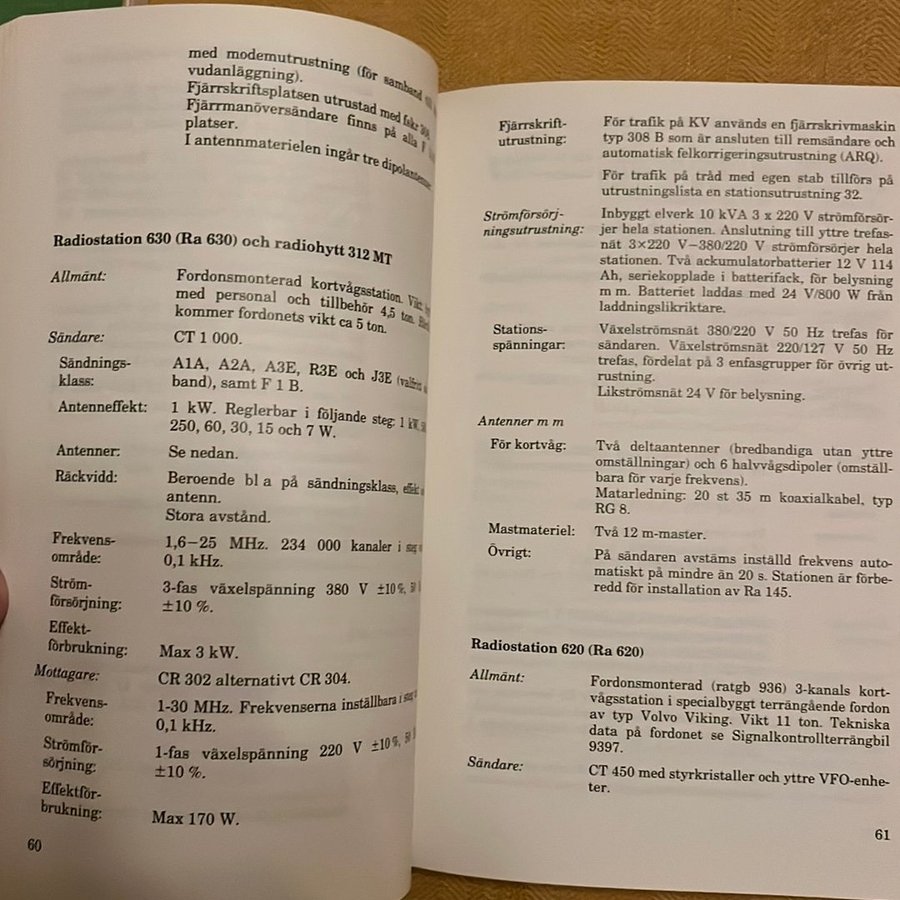 med modemutrustning (för samband
vudanläggning).
Fjärrskriftsplatsen utrustad med fskr 308
Fjärrmanöversändare finns på alla F
platser.
I antennmaterielen ingår tre dipolantenner.
Radiostation 630 (Ra 630) och radiohytt 312 MT
Allmänt: Fordonsmonterad kortvågsstation. Vikt
med personal och tillbehör 4,5 ton.
kommer fordonets vikt ca 5 ton.
Sändare: CT 1 000.
Sändnings- A1A, A2A, A3E, R3E och J3E (valfritt
klass: band), samt F 1 B.
Antenneffekt: 1 kW. Reglerbar i följande steg: 1 kW,
250, 60, 30, 15 och 7 W.
Antenner: Se nedan.
Räckvidd: Beroende bl a på sändningsklass, effekt
antenn.
Stora avstånd.
Frekvens- 1,6–25 MHz. 234 000 kanaler i steg
område: 0,1 kHz.
Ström- 3-fas växelspänning 380 V ±10 %, 50
försörjning: ±10 %.
Effekt-
förbrukning: Max 3 kW.
Mottagare: CR 302 alternativt CR 304.
Frekvens- 1-30 MHz. Frekvenserna inställbara i steg
område: 0,1 kHz.
Strömför- 1-fas växelspänning 220 V ±10 %, 50
sörjning: ±10 %.
Effektför-
brukning: Max 170 W.
60
Fjärrskrift- För trafik på KV används en fjärrskrivmaskin
utrustning: typ 308 B som är ansluten till remsändare och
automatisk felkorrigeringsutrustning (ARQ).
För trafik på tråd med egen stab tillförs på
utrustningslista en stationsutrustning 32.
Strömförsörj- Inbyggt elverk 10 kVA 3 x 220 V strömförsör-
ningsutrustning: jer hela stationen. Anslutning till yttre trefas-
nät 3×220 V–380/220 V strömförsörjer hela
stationen. Två ackumulatorbatterier 12 V 114
Ah, seriekopplade i batterifack, för belysning
m m. Batteriet laddas med 24 V/800 W från
laddningslikriktare.
Stations- Växelströmsnät 380/220 V 50 Hz trefas för
spänningar: sändaren. Växelströmsnät 220/127 V 50 Hz
trefas, fördelat på 3 enfasgrupper för övrig ut-
rustning.
Likströmsnät 24 V för belysning.
Antenner m m
För kortvåg: Två deltaantenner (bredbandiga utan yttre
omställningar) och 6 halvvågsdipoler (omställ-
bara för varje frekvens).
Matarledning: 20 st 35 m koaxialkabel, typ
RG 8.
Mastmateriel: Två 12 m-master.
Övrigt: På sändaren avstäms inställd frekvens auto-
matiskt på mindre än 20 s. Stationen är förbe-
redd för installation av Ra 145.
Radiostation 620 (Ra 620)
Allmänt: Fordonsmonterad (ratgb 936) 3-kanals kort-
vågsstation i specialbyggt terrängående fordon
av typ Volvo Viking. Vikt 11 ton. Tekniska
data på fordonet se Signalkontrollterrängbil
9397.
Sändare: CT 450 med styrkristaller och yttre VFO-enhe-
ter.
61